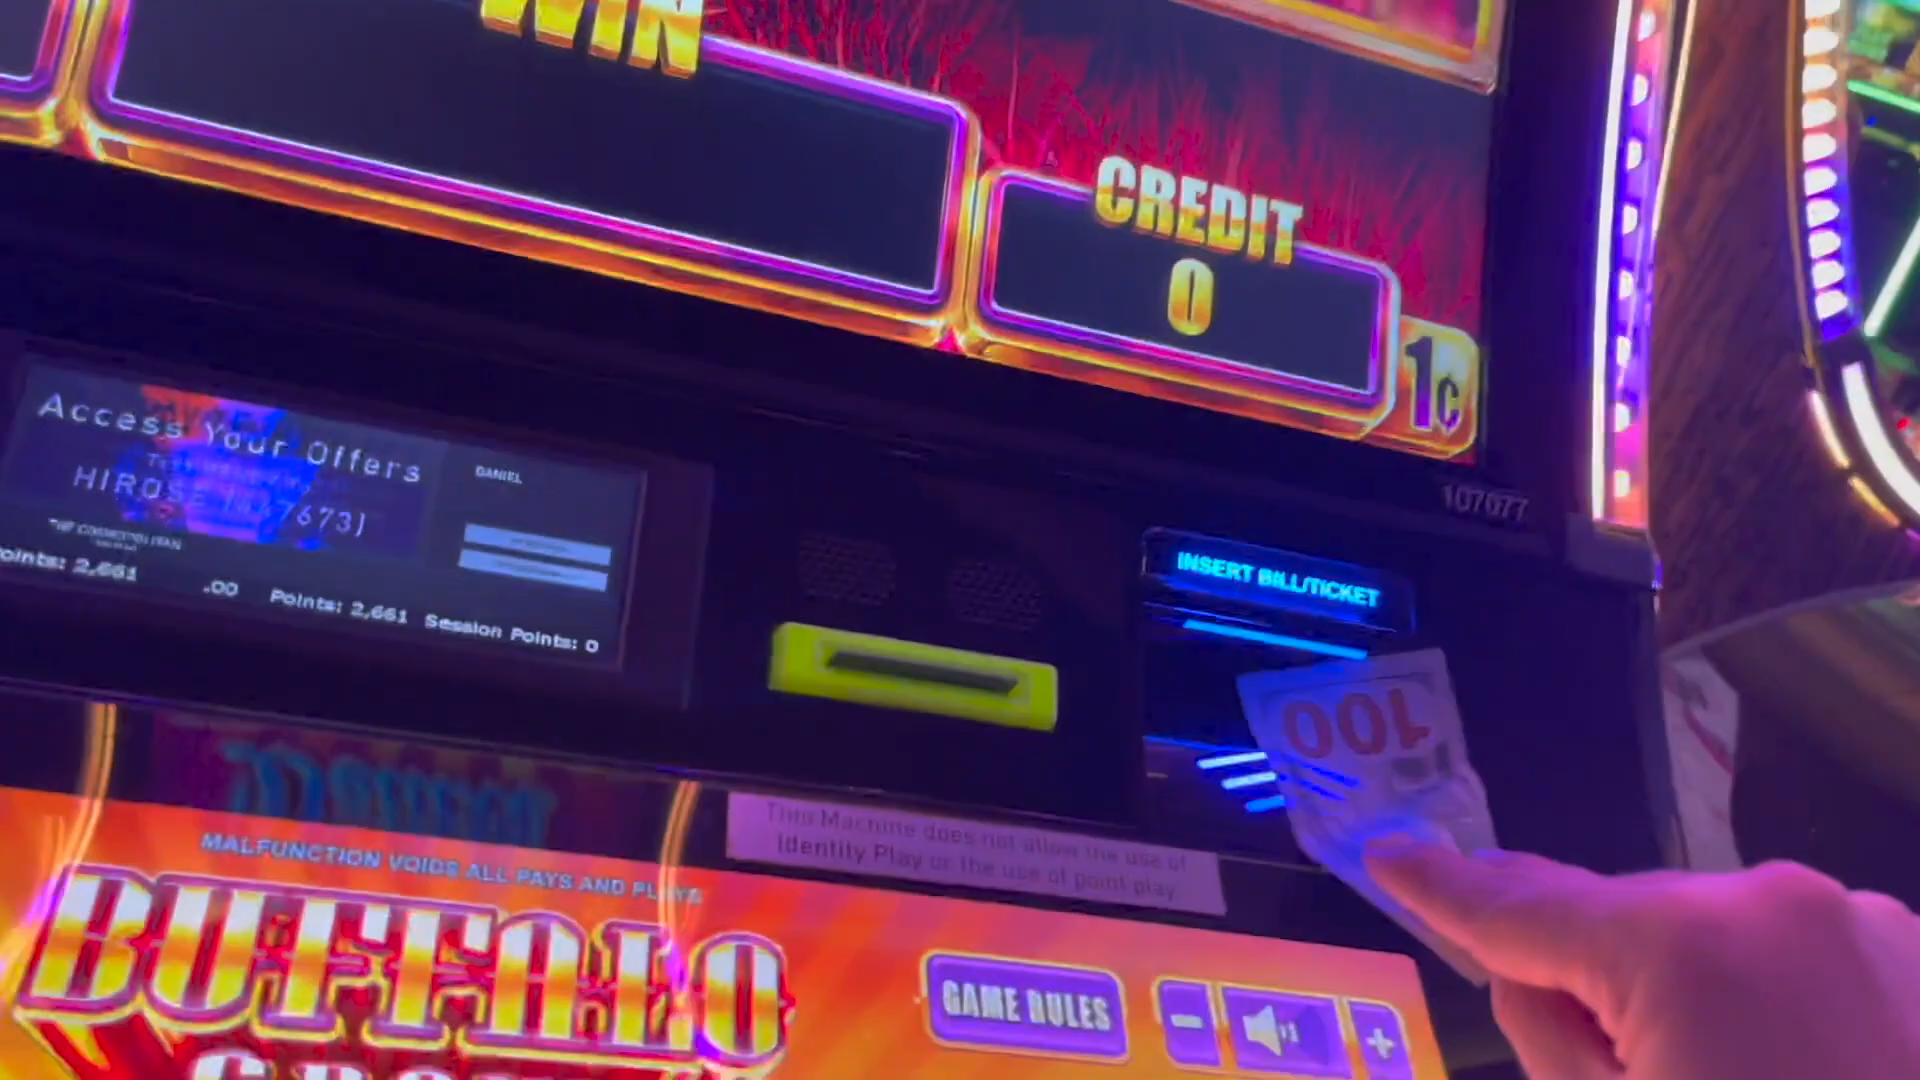 WIN
CREDIT
0
1¢
107077
Access Your Offers
DANIEL
COSMOPOLITAN
Points: 2,661
.00
Points: 2,661
Session Points: 0
INSERT BILL/TICKET
100
This Machine does not allow the use of
Identity Play or the use of point play
MALFUNCTION VOIDS ALL PAYS AND PLAYS
BUFFALO
GAME RULES
-
+